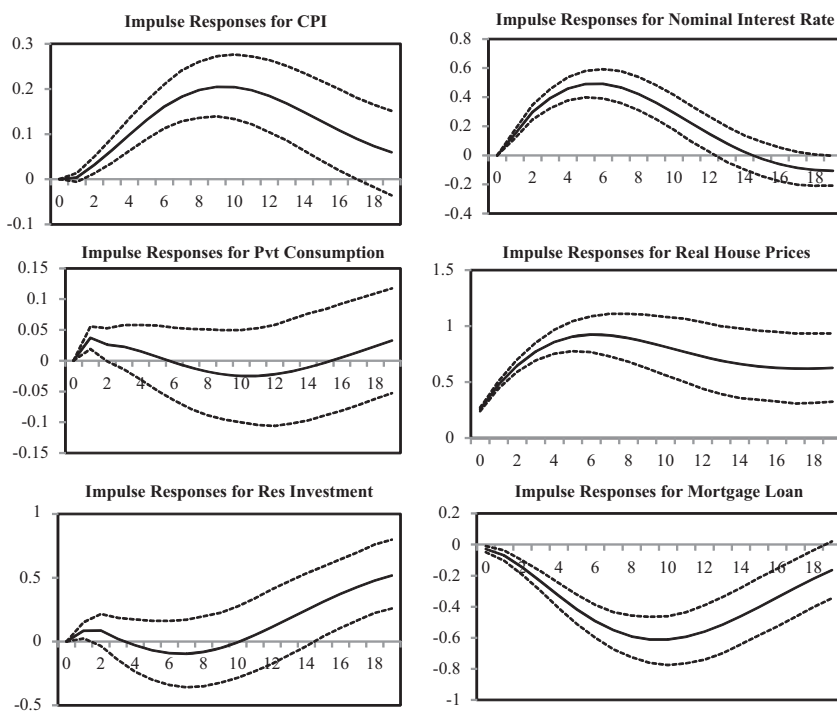 Impulse Responses for CPI
0.3
0.2
0.1
0
-0.1
0 2 4 6 8 10 12 14 16 18
Impulse Responses for Nominal Interest Rate
0.8
0.6
0.4
0.2
0
-0.2
-0.4
0 2 4 6 8 10 12 14 16 18
Impulse Responses for Pvt Consumption
0.15
0.1
0.05
0
-0.05
-0.1
-0.15
0 2 4 6 8 10 12 14 16 18
Impulse Responses for Real House Prices
1.5
1
0.5
0
0 2 4 6 8 10 12 14 16 18
Impulse Responses for Res Investment
1
0.5
0
-0.5
0 2 4 6 8 10 12 14 16 18
Impulse Responses for Mortgage Loan
0.2
0
-0.2
-0.4
-0.6
-0.8
-1
0 2 4 6 8 10 12 14 16 18